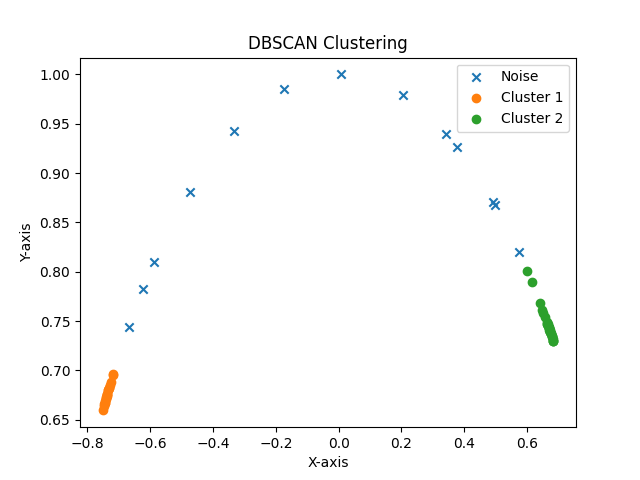 DBSCAN Clustering
Noise
Cluster 1
Cluster 2
1.00
0.95
0.90
0.85
0.80
0.75
0.70
0.65
Y-axis
−0.8 −0.6 −0.4 −0.2 0.0 0.2 0.4 0.6
X-axis